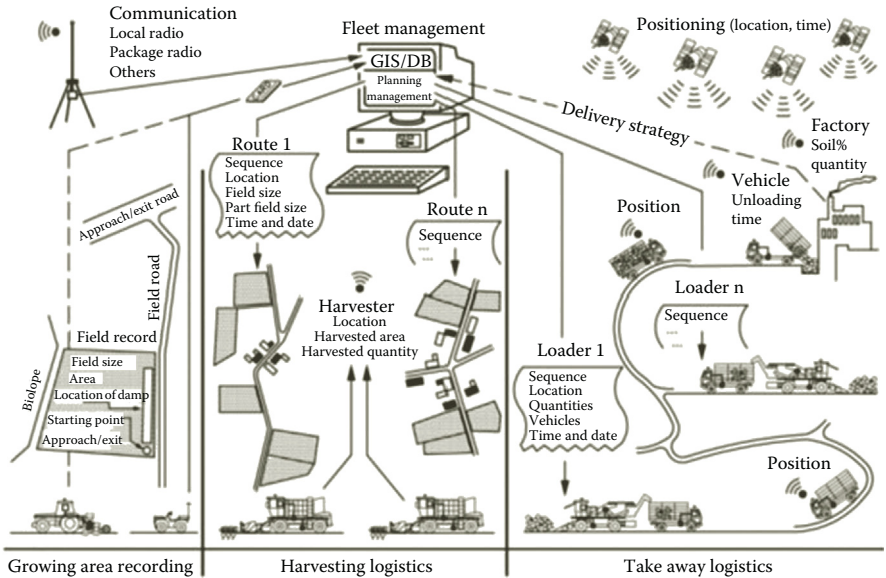 Communication
Local radio
Package radio
Others
Fleet management
GIS/DB
Planning
management
Positioning (location, time)
Delivery strategy
Factory
Soil%
quantity
Vehicle
Unloading
time
Position
Route 1
Sequence
Location
Field size
Part field size
Time and date
Route n
Sequence
Approach/exit road
Field road
Field record
Field size
Area
Location of damp
Starting point
Approach/exit
Biolope
Harvester
Location
Harvested area
Harvested quantity
Loader n
Sequence
Loader 1
Sequence
Location
Quantities
Vehicles
Time and date
Position
Growing area recording
Harvesting logistics
Take away logistics